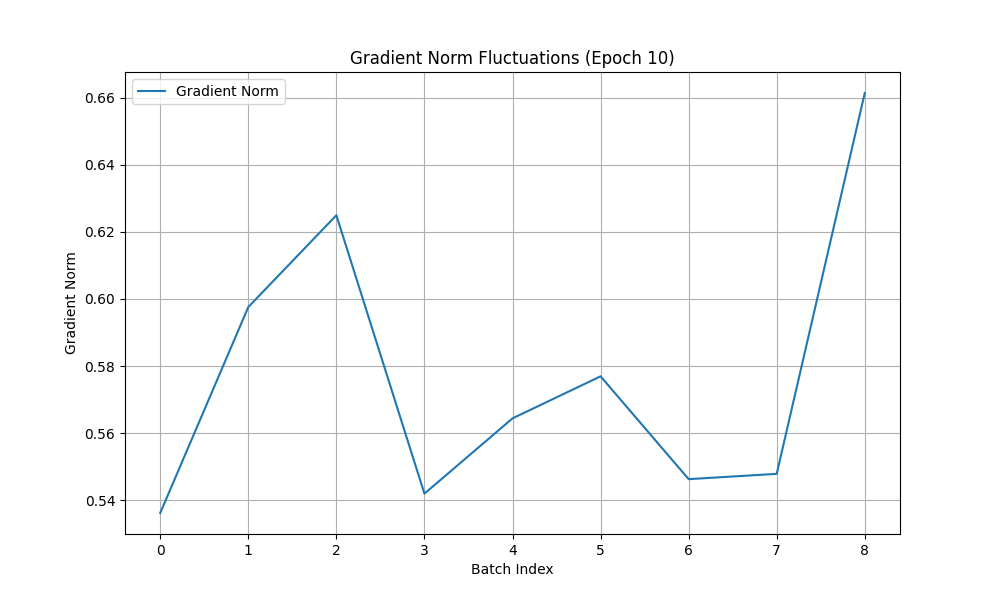 Gradient Norm Fluctuations (Epoch 10)
Gradient Norm
0.66
0.64
0.62
0.60
0.58
0.56
0.54
Gradient Norm
0 1 2 3 4 5 6 7 8
Batch Index